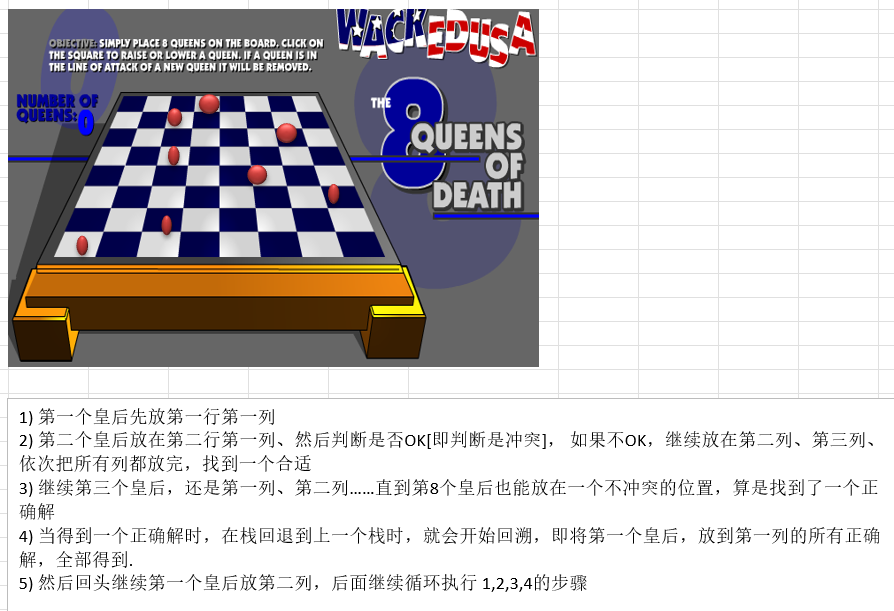 WACKEDUSA
OBJECTIVE: SIMPLY PLACE 8 QUEENS ON THE BOARD. CLICK ON
THE SQUARE TO RAISE OR LOWER A QUEEN. IF A QUEEN IS IN
THE LINE OF ATTACK OF A NEW QUEEN IT WILL BE REMOVED.
NUMBER OF
QUEENS: 0
THE 8
QUEENS
OF
DEATH
1) 第一个皇后先放第一行第一列
2) 第二个皇后放在第二行第一列、然后判断是否OK[即判断是冲突]， 如果不OK，继续放在第二列、第三列、
依次把所有列都放完，找到一个合适
3) 继续第三个皇后，还是第一列、第二列……直到第8个皇后也能放在一个不冲突的位置，算是找到了一个正
确解
4) 当得到一个正确解时，在栈回退到上一个栈时，就会开始回溯，即将第一个皇后，放到第一列的所有正确
解，全部得到.
5) 然后回头继续第一个皇后放第二列，后面继续循环执行 1,2,3,4的步骤